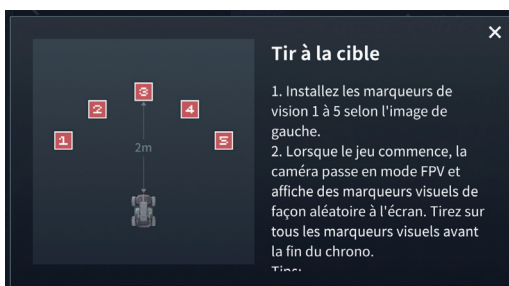 Tir à la cible
1. Installez les marqueurs de
vision 1 à 5 selon l'image de
gauche.
2. Lorsque le jeu commence, la
caméra passe en mode FPV et
affiche des marqueurs visuels de
façon aléatoire à l'écran. Tirez sur
tous les marqueurs visuels avant
la fin du chrono.
Tips:
3
2
4
1
5
2m